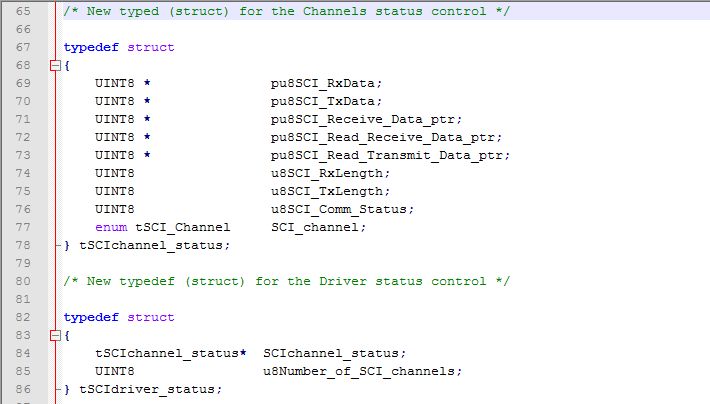 65 /* New typed (struct) for the Channels status control */
66
67 typedef struct
68 {
69 UINT8 * pu8SCI_RxData;
70 UINT8 * pu8SCI_TxData;
71 UINT8 * pu8SCI_Receive_Data_ptr;
72 UINT8 * pu8SCI_Read_Receive_Data_ptr;
73 UINT8 * pu8SCI_Read_Transmit_Data_ptr;
74 UINT8 u8SCI_RxLength;
75 UINT8 u8SCI_TxLength;
76 UINT8 u8SCI_Comm_Status;
77 enum tSCI_Channel SCI_channel;
78 } tSCIchannel_status;
79
80 /* New typedef (struct) for the Driver status control */
81
82 typedef struct
83 {
84 tSCIchannel_status* SCIchannel_status;
85 UINT8 u8Number_of_SCI_channels;
86 } tSCIdriver_status;